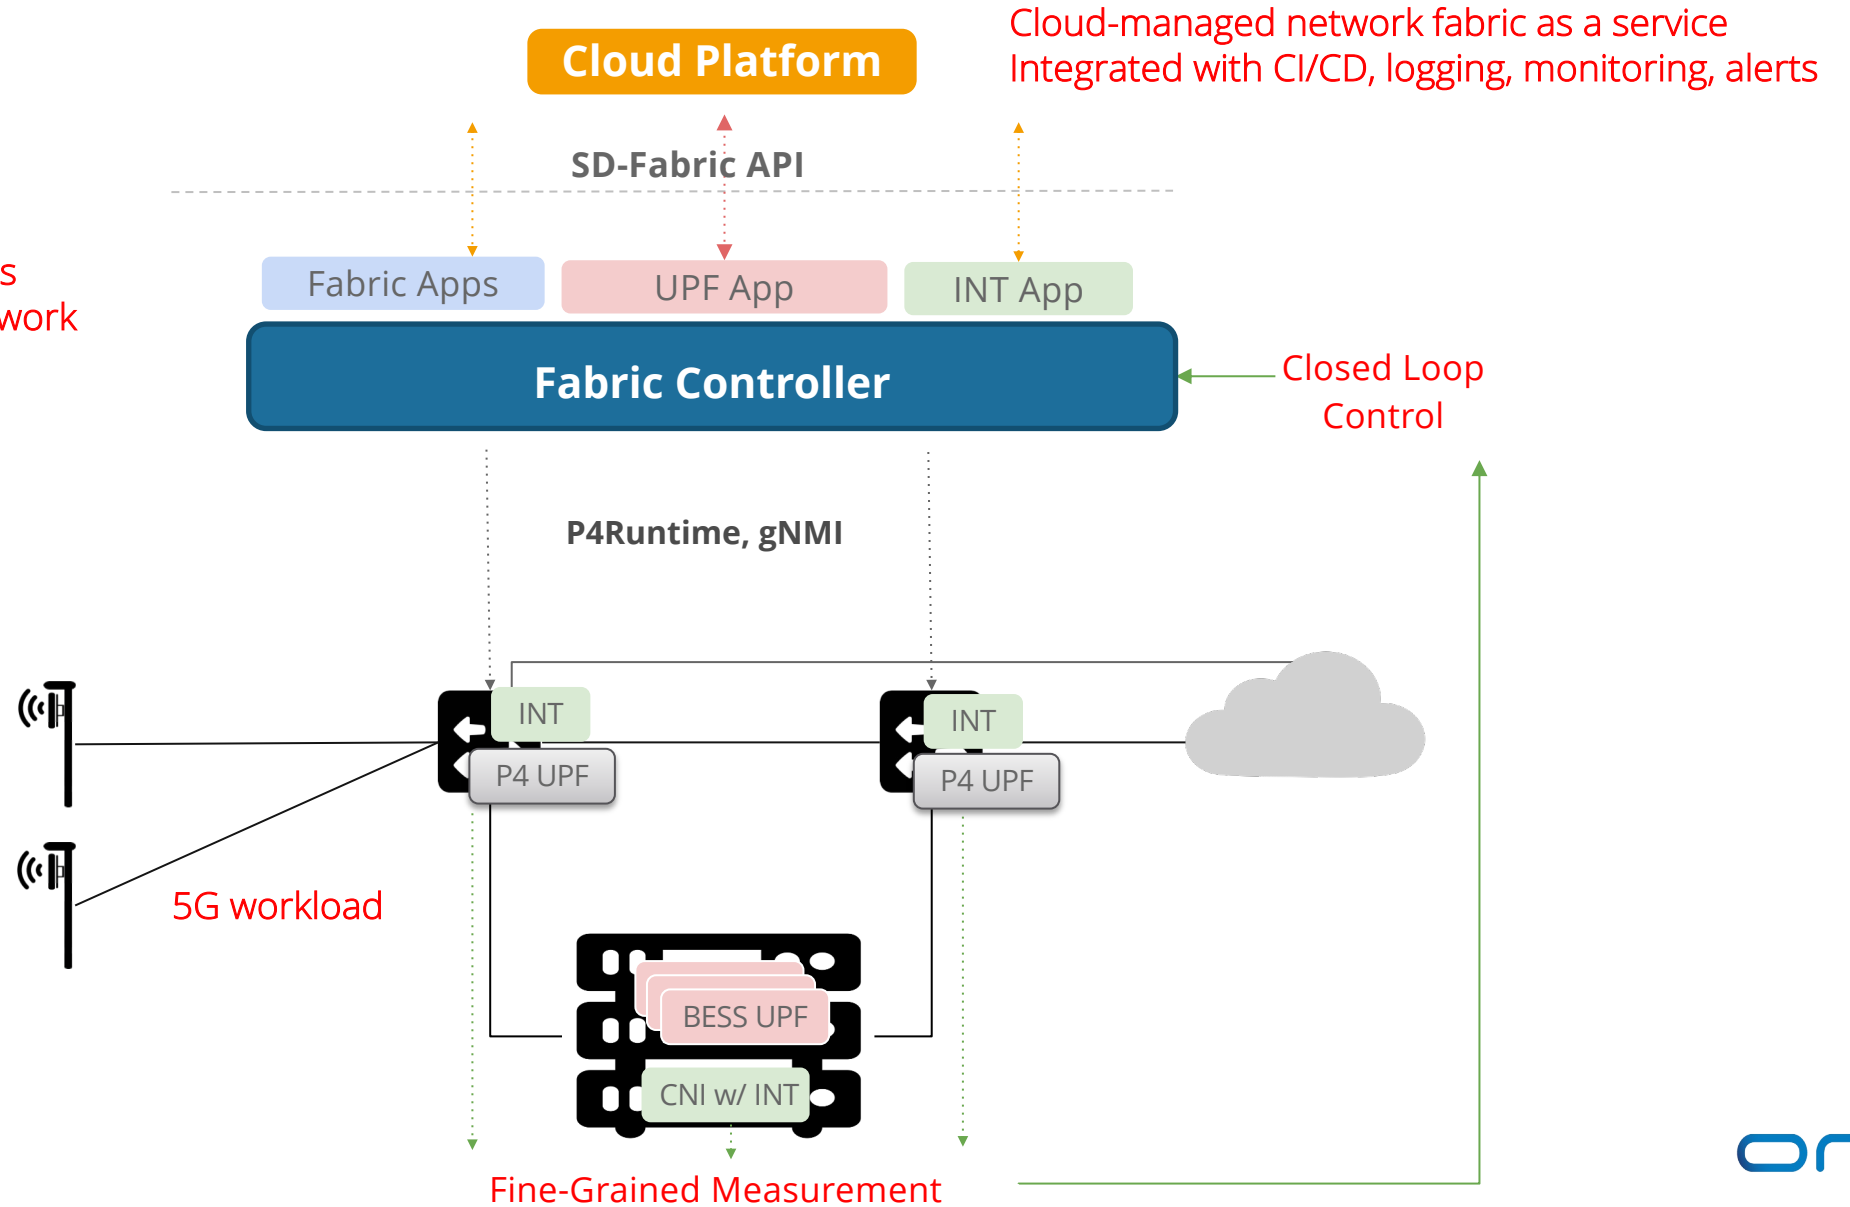 Cloud-managed network fabric as a service
Integrated with CI/CD, logging, monitoring, alerts
Cloud Platform
SD-Fabric API
s
work
Fabric Apps
UPF App
INT App
Fabric Controller
Closed Loop
Control
P4Runtime, gNMI
INT
INT
P4 UPF
P4 UPF
5G workload
BESS UPF
CNI w/ INT
Fine-Grained Measurement